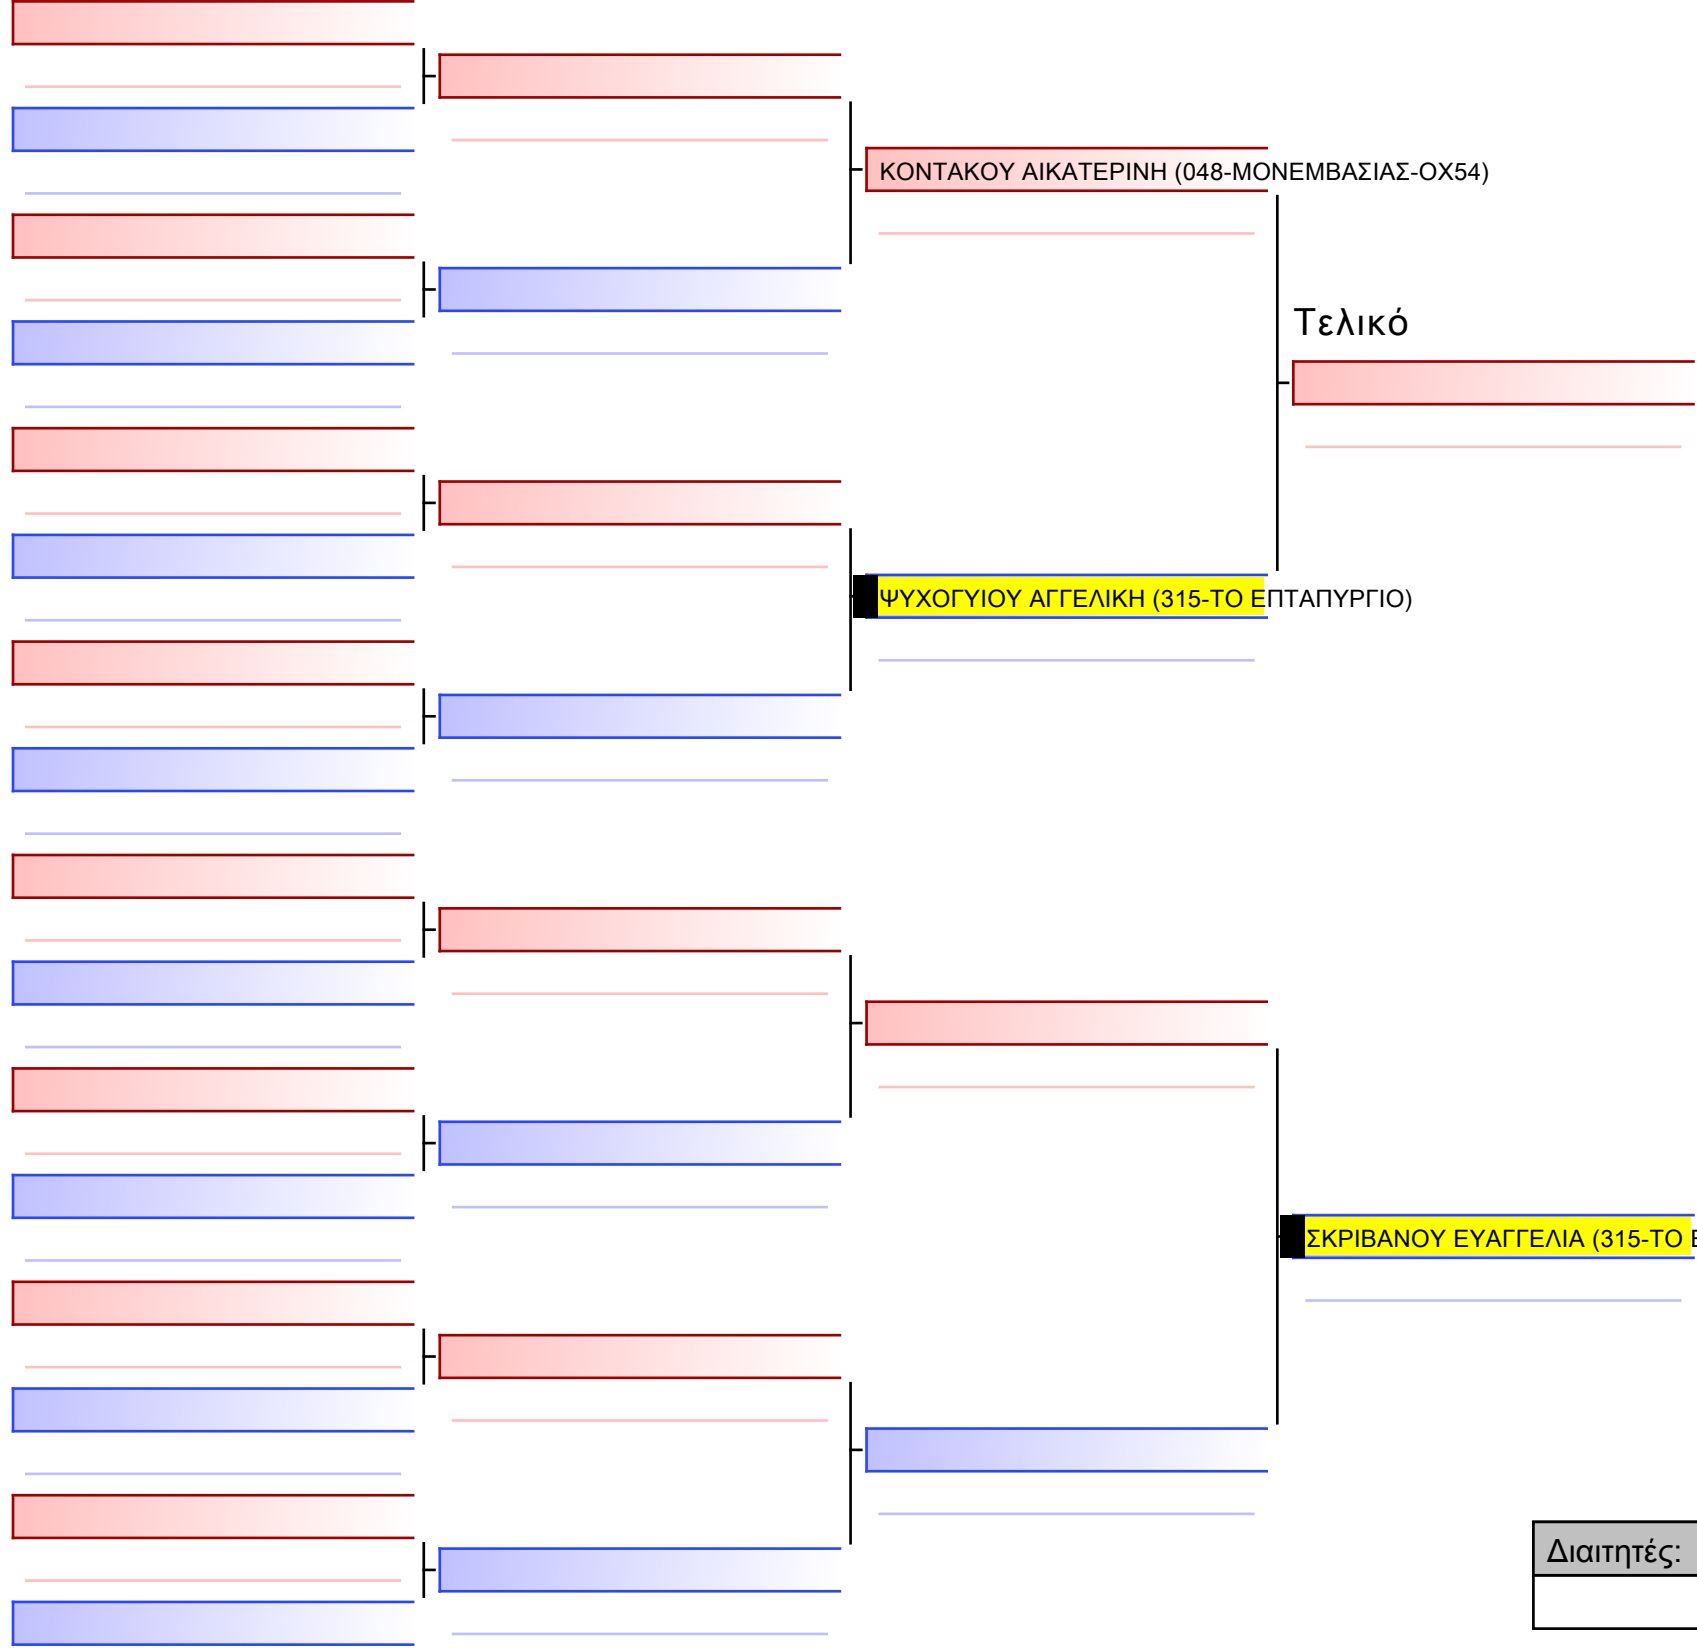 ΚΟΝΤΑΚΟΥ ΑΙΚΑΤΕΡΙΝΗ (048-ΜΟΝΕΜΒΑΣΙΑΣ-ΟΧ54)
Τελικό
ΨΥΧΟΓΥΙΟΥ ΑΓΓΕΛΙΚΗ (315-ΤΟ ΕΠΤΑΠΥΡΓΙΟ)
ΣΚΡΙΒΑΝΟΥ ΕΥΑΓΓΕΛΙΑ (315-ΤΟ
Διαιτητές: